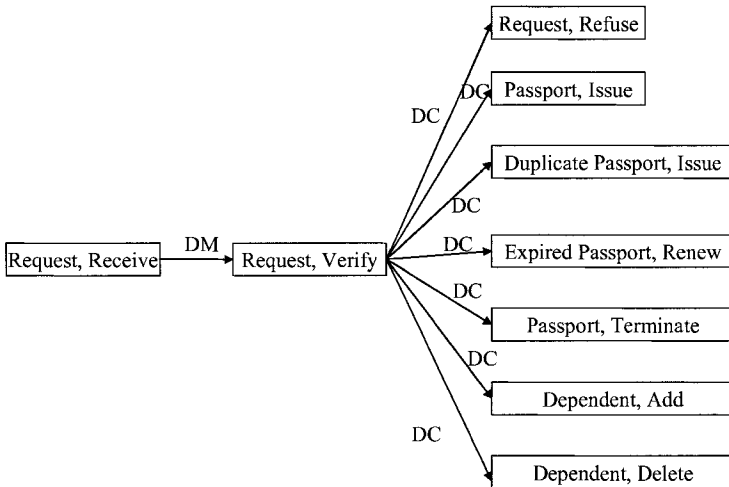 Request, Refuse
DC
Passport, Issue
DC
Duplicate Passport, Issue
DC
DM
DC
Expired Passport, Renew
Request, Receive
Request, Verify
DC
Passport, Terminate
DC
Dependent, Add
DC
Dependent, Delete